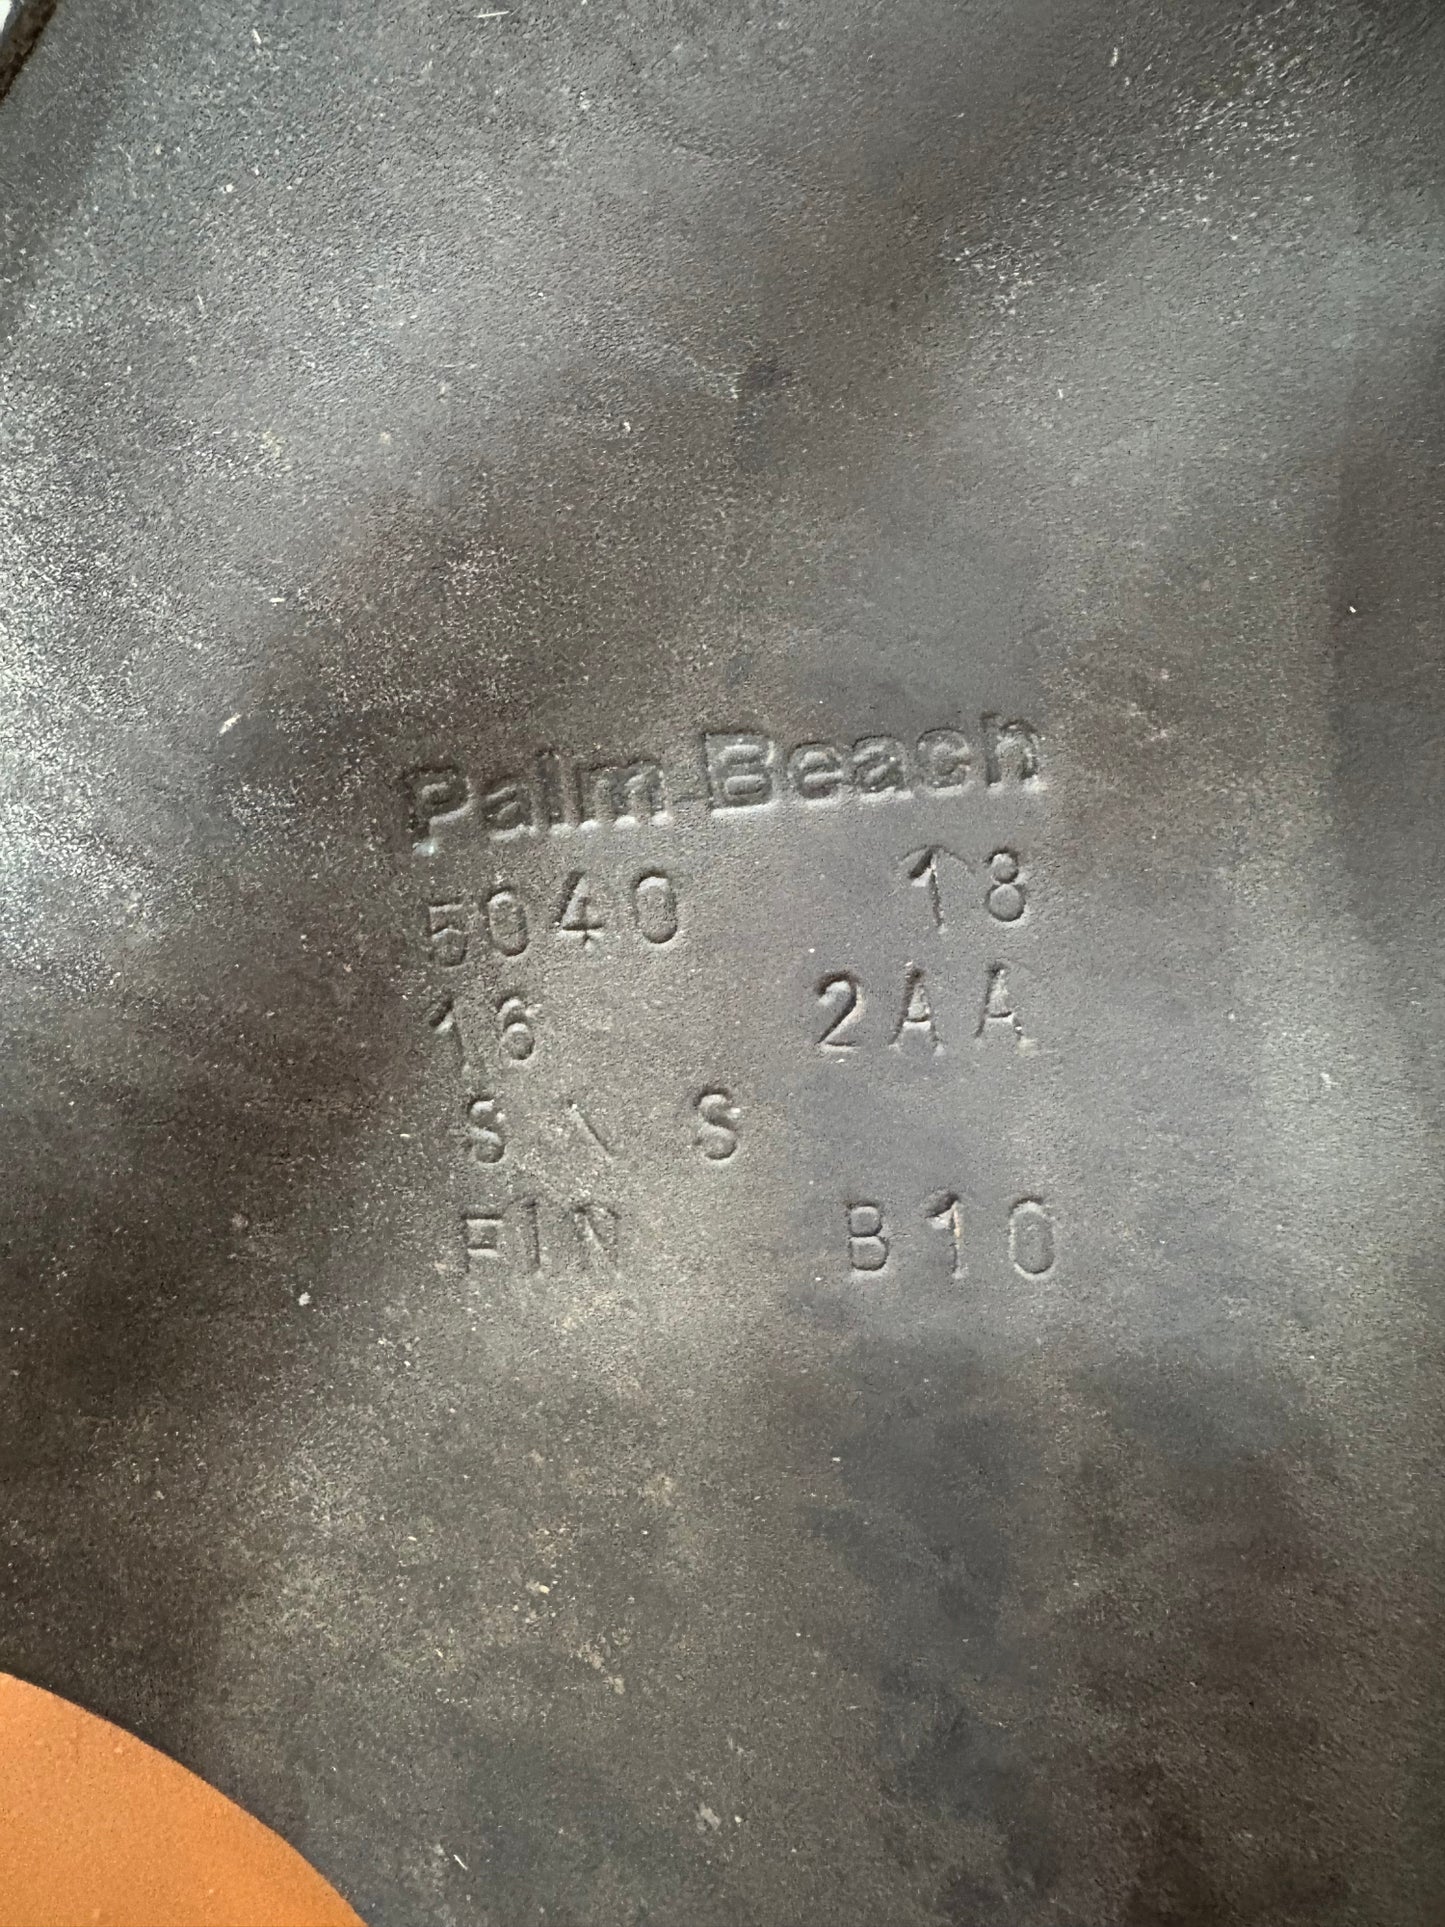 Palm Beach
5040 18
16 2AA
S \ S
FIN B10